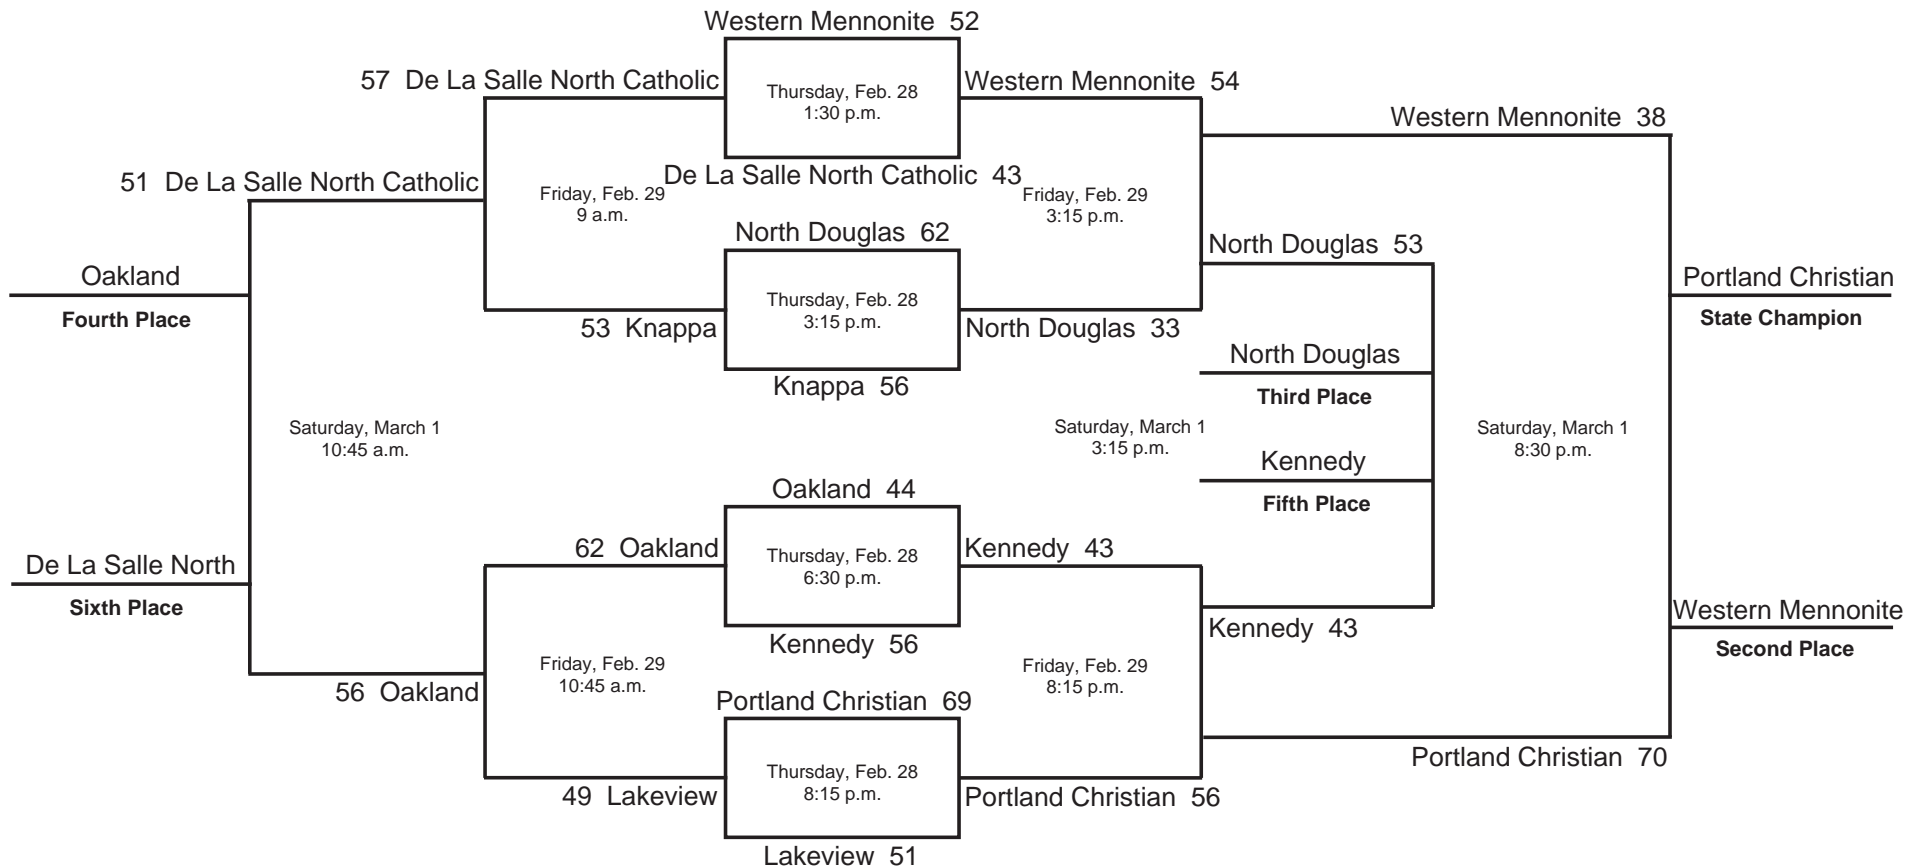 Western Mennonite  52
57  De La Salle North Catholic
Thursday, Feb. 28
1:30 p.m.
Western Mennonite  54
Western Mennonite  38
De La Salle North Catholic  43
51  De La Salle North Catholic
Friday, Feb. 29
9 a.m.
Friday, Feb. 29
3:15 p.m.
North Douglas  62
North Douglas  53
Oakland
Fourth Place
Thursday, Feb. 28
3:15 p.m.
Portland Christian
State Champion
53  Knappa
North Douglas  33
Knappa  56
North Douglas
Third Place
Saturday, March 1
10:45 a.m.
Saturday, March 1
3:15 p.m.
Saturday, March 1
8:30 p.m.
Kennedy
Fifth Place
Oakland  44
62  Oakland
Thursday, Feb. 28
6:30 p.m.
Kennedy  43
De La Salle North
Sixth Place
Kennedy  56
Kennedy  43
Western Mennonite
Second Place
Friday, Feb. 29
10:45 a.m.
Friday, Feb. 29
8:15 p.m.
56  Oakland
Portland Christian  69
Portland Christian  70
Thursday, Feb. 28
8:15 p.m.
49  Lakeview
Portland Christian  56
Lakeview  51